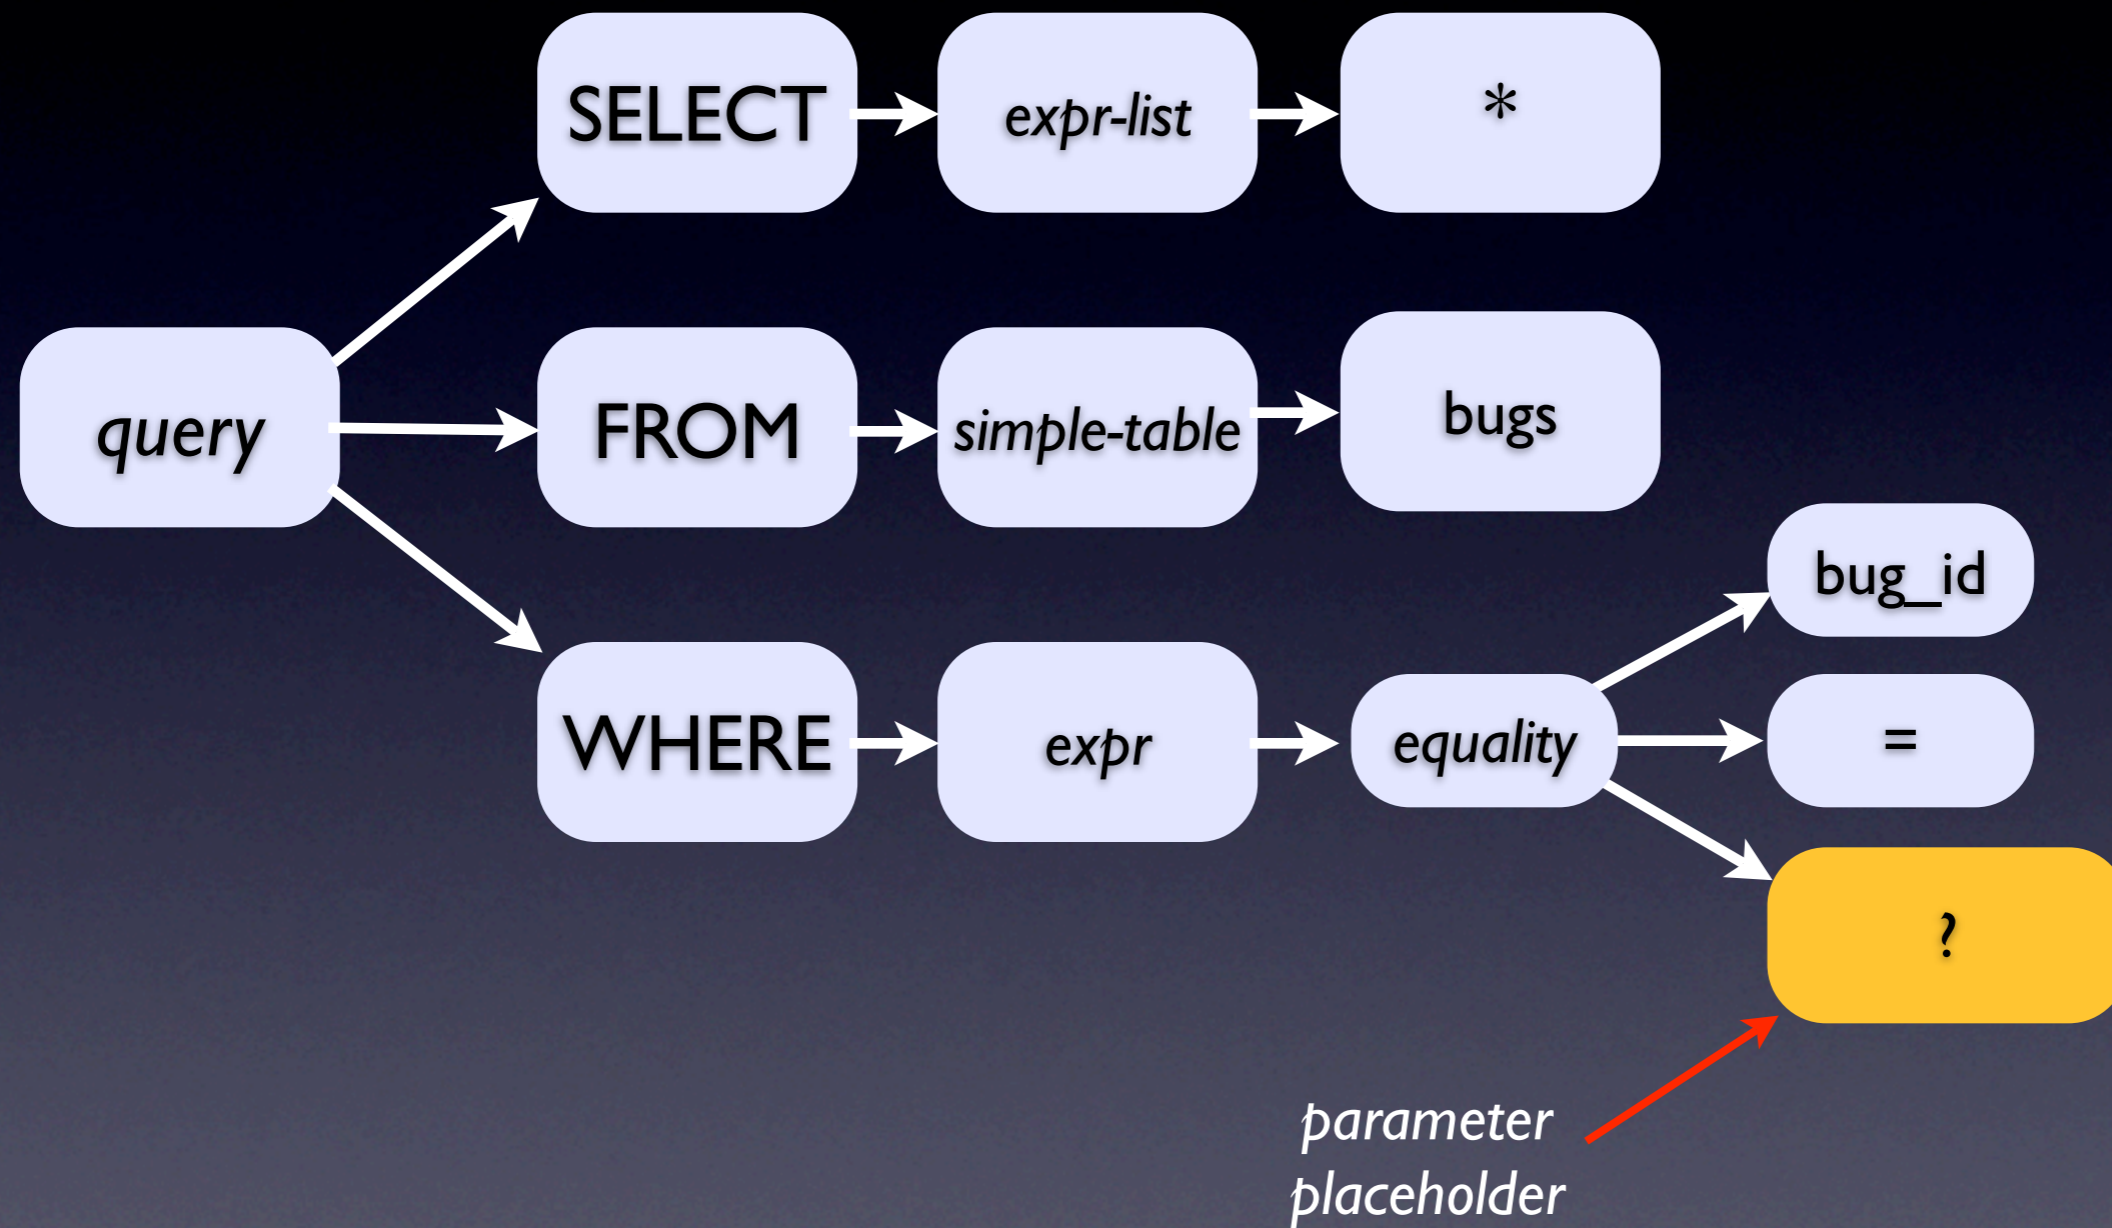 SELECT
expr-list
*
query
FROM
simple-table
bugs
bug_id
WHERE
expr
equality
=
?
parameter
placeholder